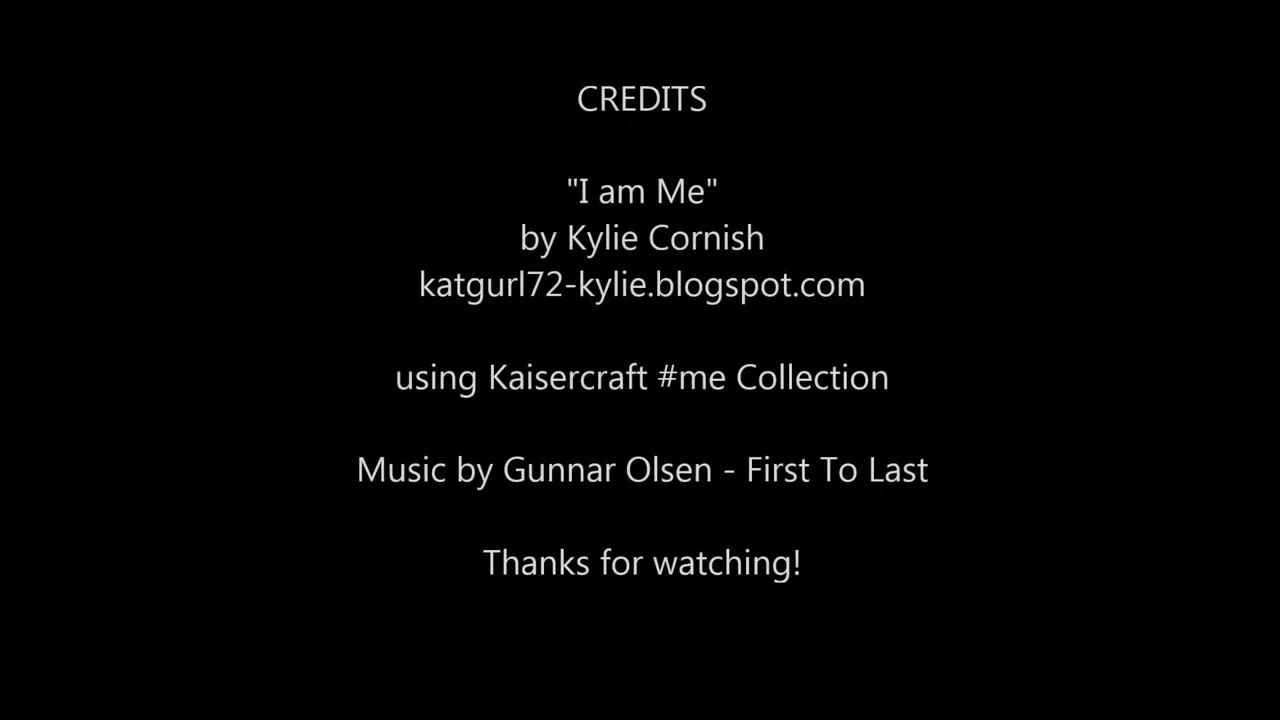 CREDITS
"I am Me"
by Kylie Cornish
katgurl72-kylie.blogspot.com
using Kaisercraft #me Collection
Music by Gunnar Olsen - First To Last
Thanks for watching!